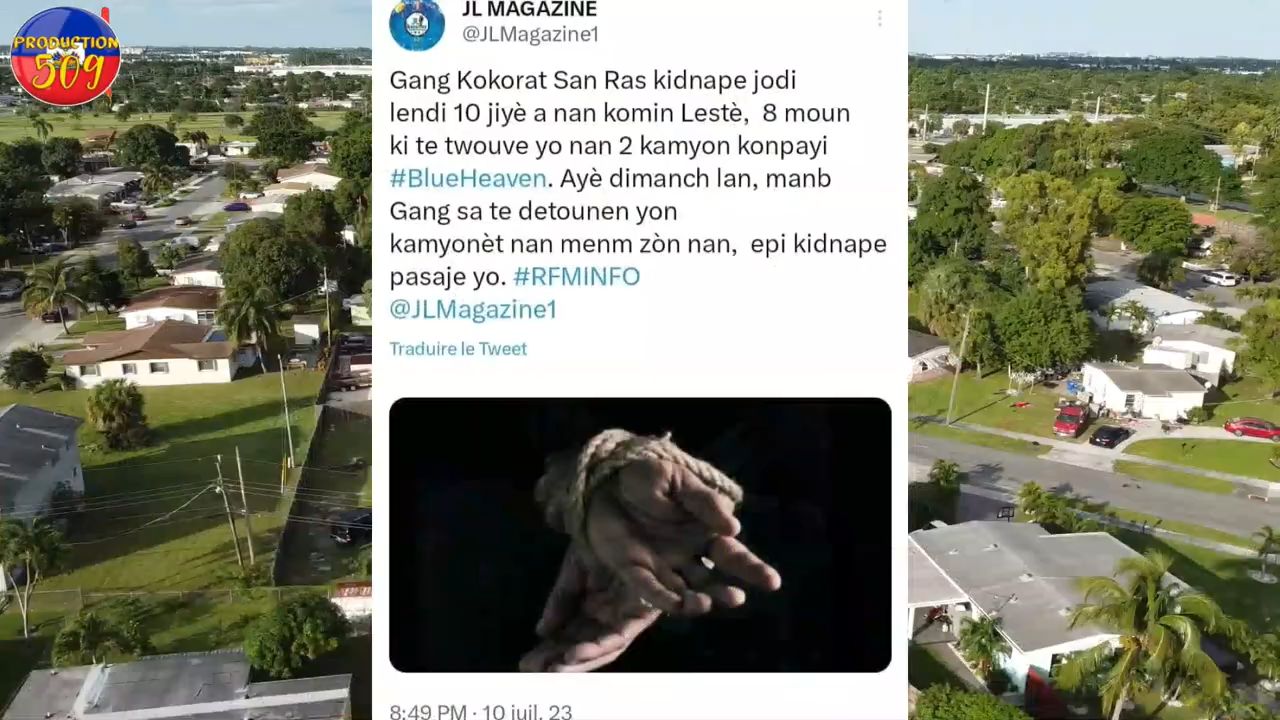 PRODUCTION
509
JL MAGAZINE
@JLMagazine1
Gang Kokorat San Ras kidnape jodi
lendi 10 jiyè a nan komin Lestè, 8 moun
ki te twouve yo nan 2 kamyon konpayi
#BlueHeaven. Ayè dimanch lan, manb
Gang sa te detounen yon
kamyonèt nan menm zòn nan, epi kidnape
pasaje yo. #RFMINFO
@JLMagazine1
Traduire le Tweet
8:49 PM · 10 juil. 23